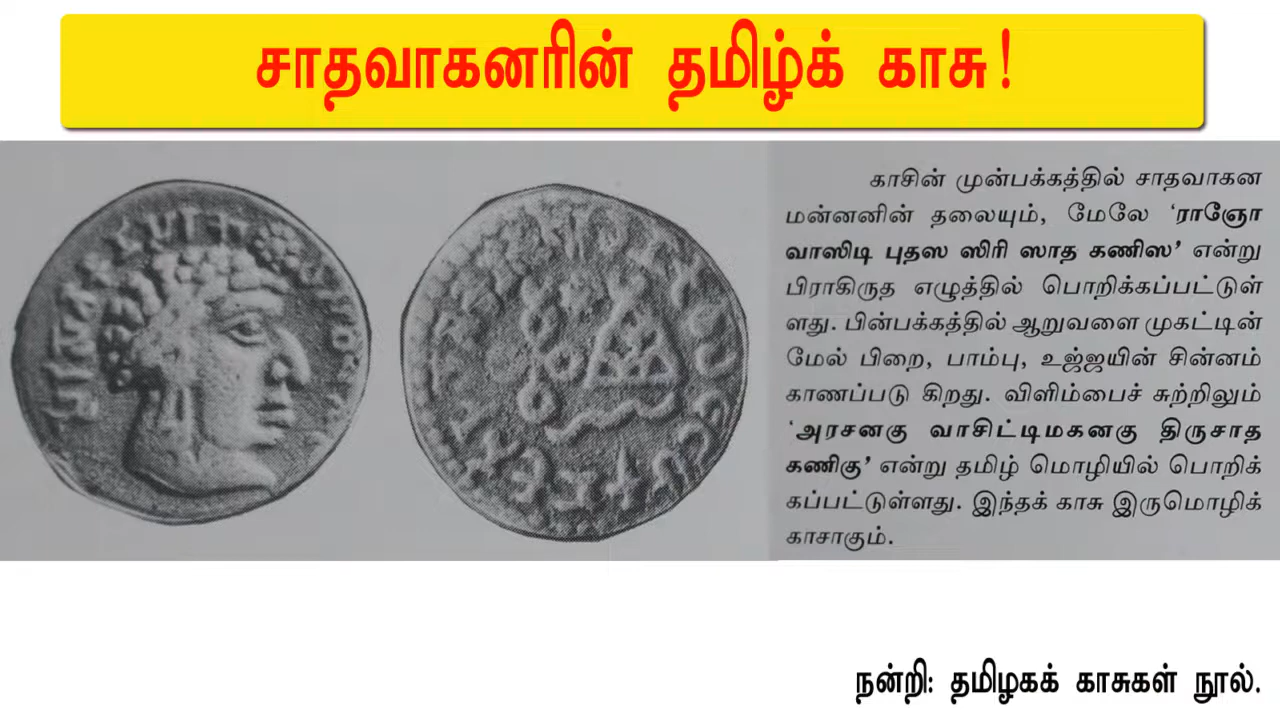 சாதவாகனரின் தமிழ்க் காசு!
காசின் முன்பக்கத்தில் சாதவாகன
மன்னனின் தலையும், மேலே ‘ராஞோ
வாஸிடி புதஸ ஸிரி ஸாத கணிஸ’ என்று
பிராகிருத எழுத்தில் பொறிக்கப்பட்டுள்
ளது. பின்பக்கத்தில் ஆறுவளை முகட்டின்
மேல் பிறை, பாம்பு, உஜ்ஜயின் சின்னம்
காணப்படு கிறது. விளிம்பைச் சுற்றிலும்
‘அரசனகு வாசிட்டிமகனகு திருசாத
கணிகு’ என்று தமிழ் மொழியில் பொறிக்
கப்பட்டுள்ளது. இந்தக் காசு இருமொழிக்
காசாகும்.
நன்றி: தமிழகக் காசுகள் நூல்.